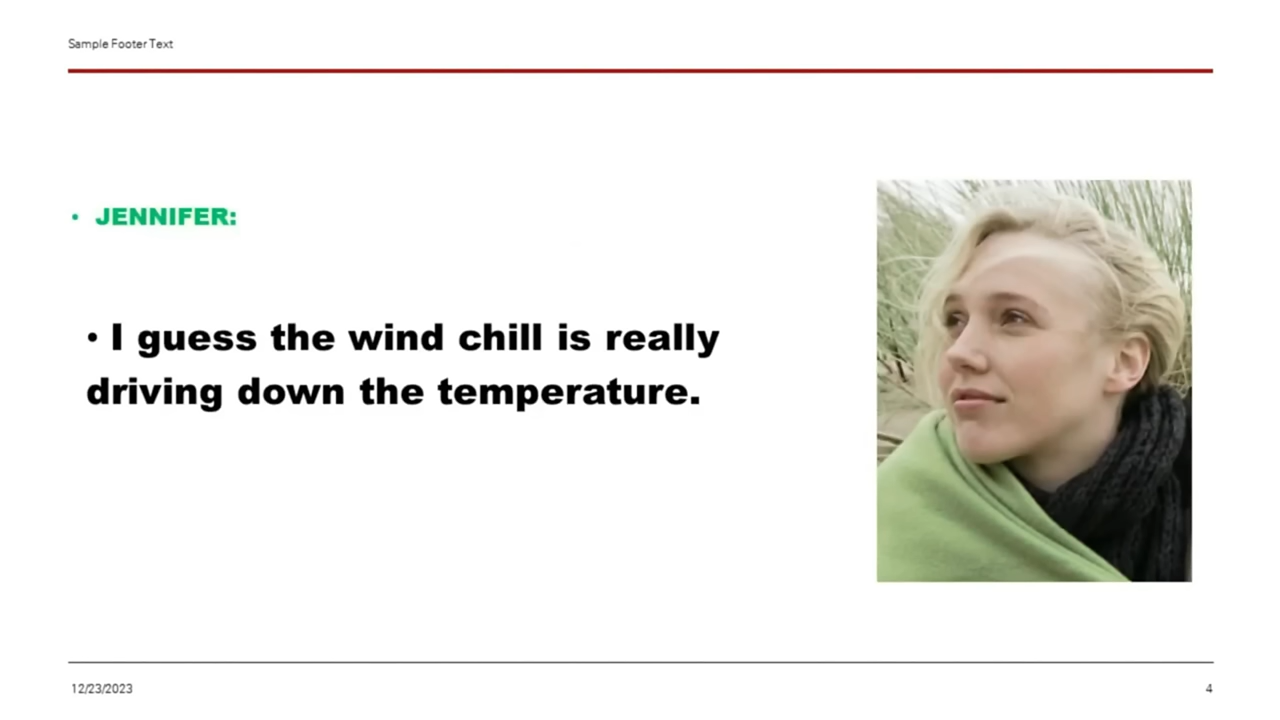 Sample Footer Text
• JENNIFER:
• I guess the wind chill is really
driving down the temperature.
12/23/2023
4